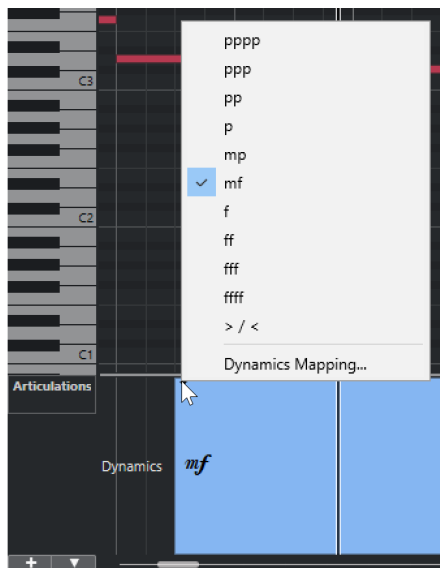 pppp
ppp
pp
p
mp
mf
f
ff
fff
ffff
> / <
Dynamics Mapping...
C3
C2
C1
Articulations
Dynamics
mf